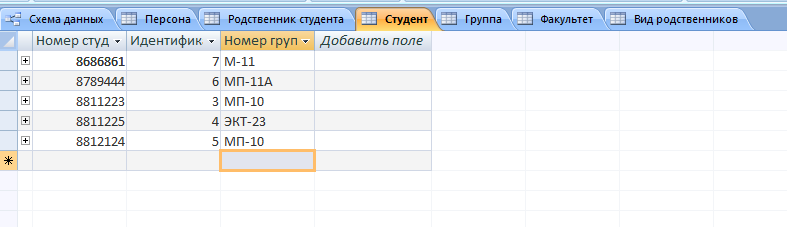 Схема данных Персона Родственник студента Студент Группа Факультет Вид родственников
Номер студ Идентифик Номер груп Добавить поле
8686861 7 М-11
8789444 6 МП-11А
8811223 3 МП-10
8811225 4 ЭКТ-23
8812124 5 МП-10